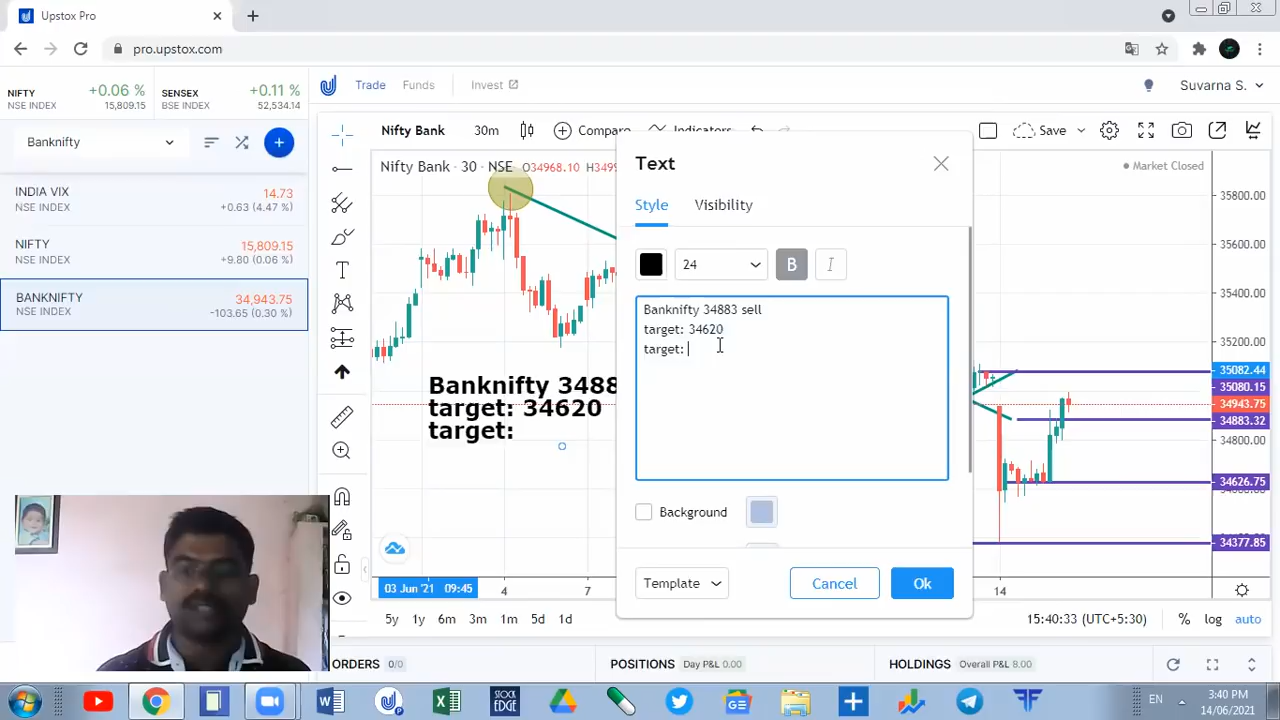 Upstox Pro
pro.upstox.com
NIFTY +0.06 %
NSE INDEX 15,809.15
SENSEX +0.11 %
BSE INDEX 52,534.14
Trade Funds Invest
Suvarna S.
Banknifty
INDIA VIX 14.73
NSE INDEX +0.63 (4.47 %)
NIFTY 15,809.15
NSE INDEX +9.80 (0.06 %)
BANKNIFTY 34,943.75
NSE INDEX -103.65 (0.30 %)
Nifty Bank 30m Compare Indicators Save
Nifty Bank · 30 · NSE O34968.10
Market Closed
Text
Style Visibility
24 B I
Banknifty 34883 sell
target: 34620
target:
Background
Template Cancel Ok
Banknifty 3488
target: 34620
target:
35800.00
35600.00
35400.00
35200.00
35082.44
35080.15
34943.75
34883.32
34800.00
34626.75
34377.85
03 Jun '21 09:45 4 7 14
5y 1y 6m 3m 1m 5d 1d
15:40:33 (UTC+5:30) % log auto
ORDERS 0/0
POSITIONS Day P&L 0.00
HOLDINGS Overall P&L 8.00
STOCK
EDGE
EN
3:40 PM
14/06/2021